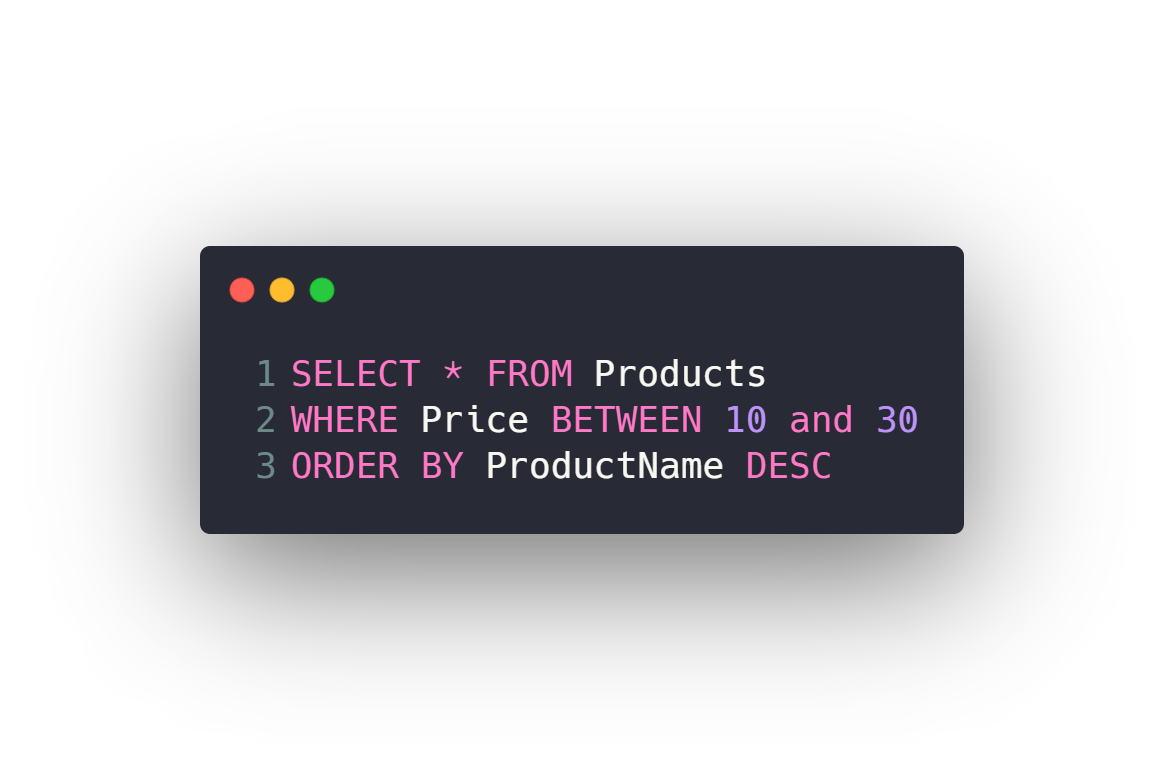 1 SELECT * FROM Products
2 WHERE Price BETWEEN 10 and 30
3 ORDER BY ProductName DESC